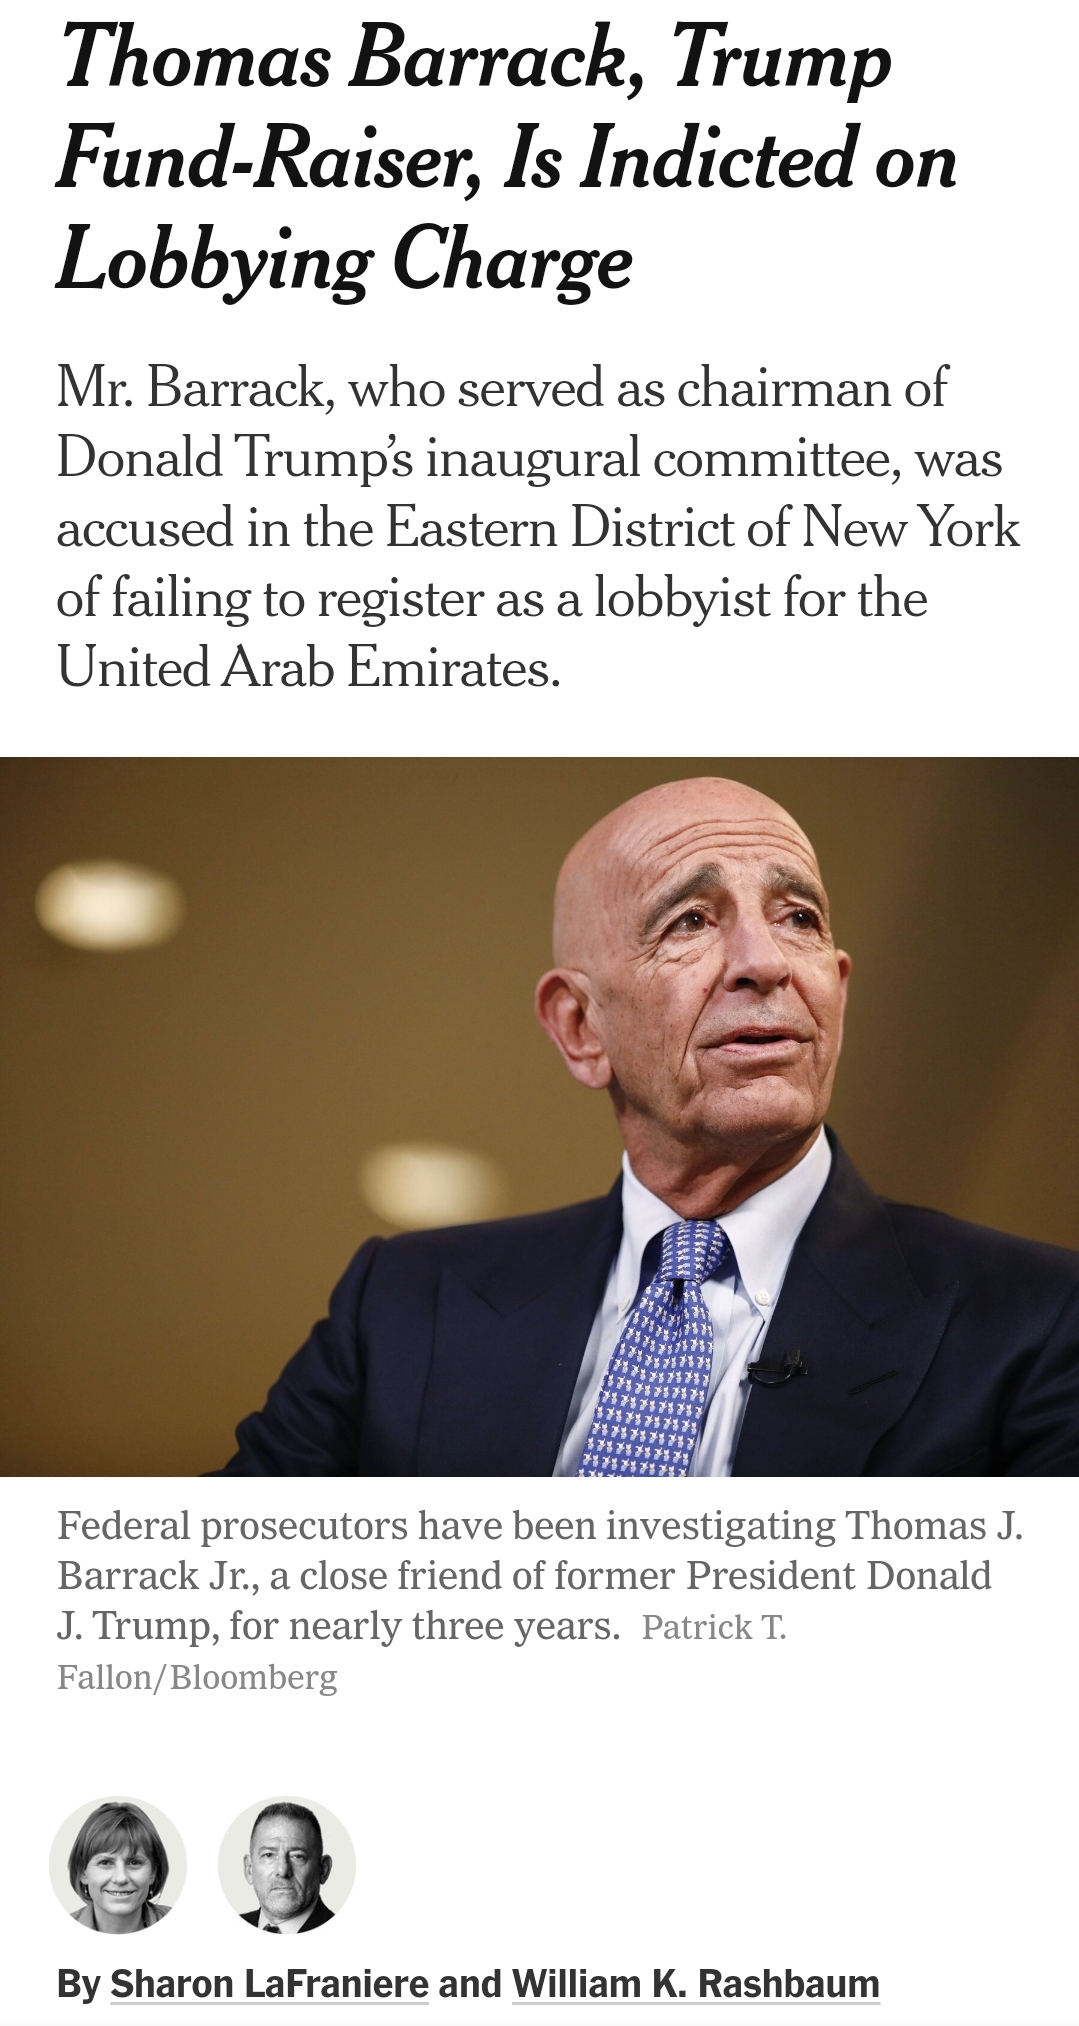 Thomas Barrack, Trump
Fund-Raiser, Is Indicted on
Lobbying Charge
Mr. Barrack, who served as chairman of
Donald Trump’s inaugural committee, was
accused in the Eastern District of New York
of failing to register as a lobbyist for the
United Arab Emirates.
Federal prosecutors have been investigating Thomas J.
Barrack Jr., a close friend of former President Donald
J. Trump, for nearly three years. Patrick T.
Fallon/Bloomberg
By Sharon LaFraniere and William K. Rashbaum